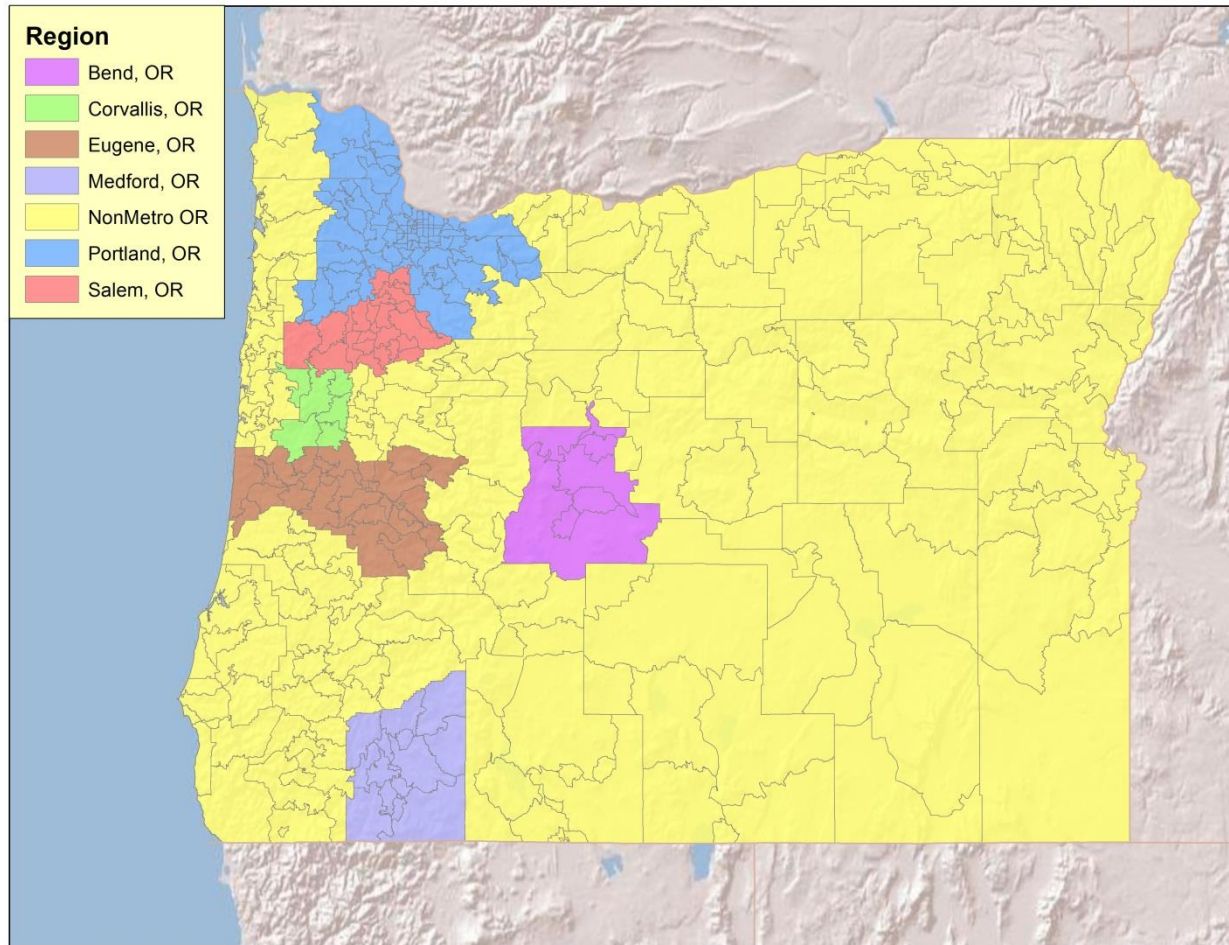 Region
Bend, OR
Corvallis, OR
Eugene, OR
Medford, OR
NonMetro OR
Portland, OR
Salem, OR